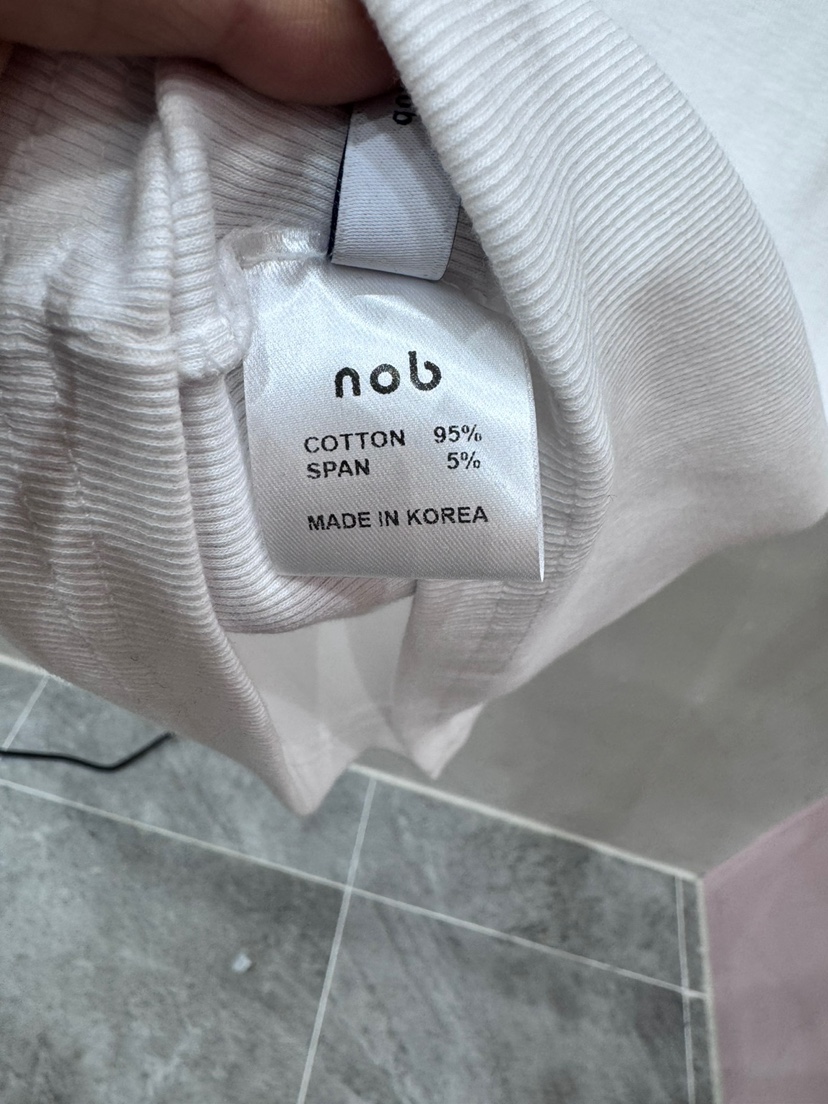 nob
COTTON 95%
SPAN 5%
MADE IN KOREA